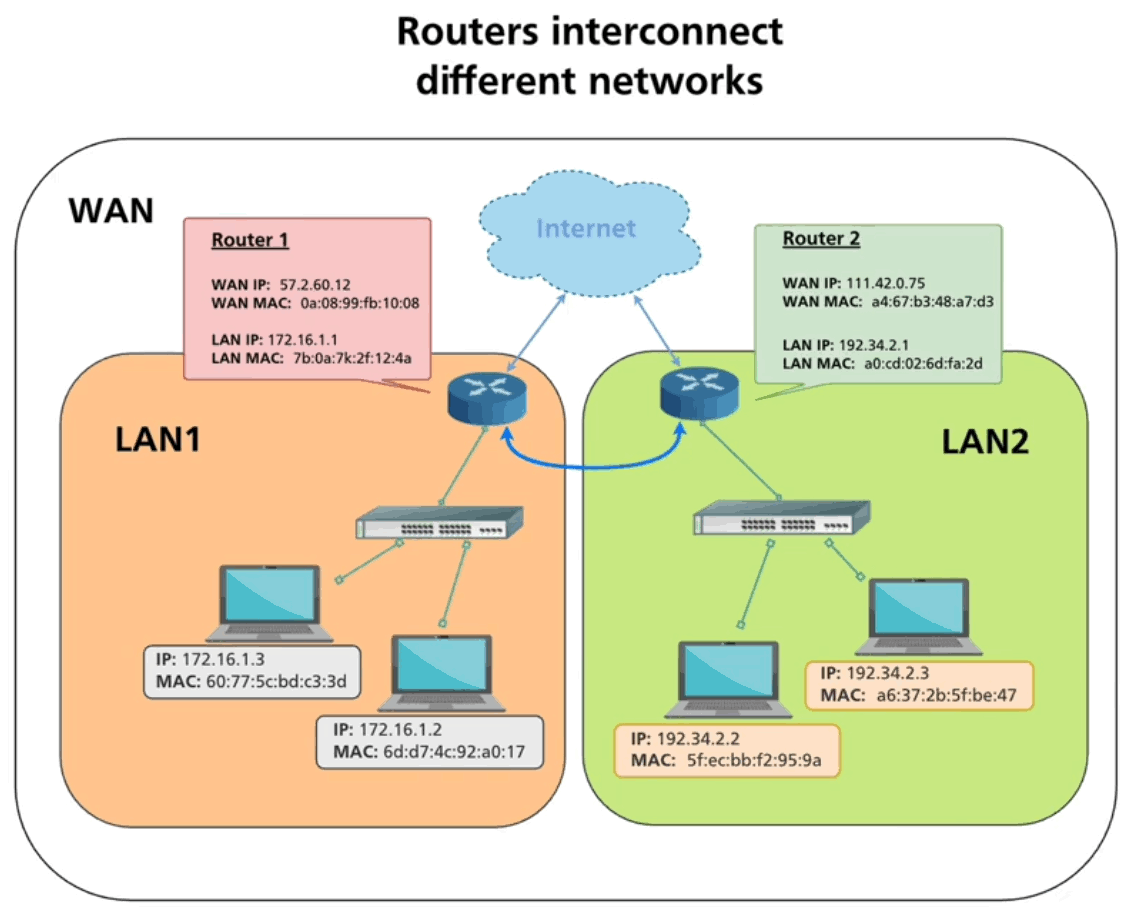 Routers interconnect
different networks
WAN
Internet
Router 1
WAN IP: 57.2.60.12
WAN MAC: 0a:08:99:fb:10:08
LAN IP: 172.16.1.1
LAN MAC: 7b:0a:7k:2f:12:4a
Router 2
WAN IP: 111.42.0.75
WAN MAC: a4:67:b3:48:a7:d3
LAN IP: 192.34.2.1
LAN MAC: a0:cd:02:6d:fa:2d
LAN1
LAN2
IP: 172.16.1.3
MAC: 60:77:5c:bd:c3:3d
IP: 172.16.1.2
MAC: 6d:d7:4c:92:a0:17
IP: 192.34.2.3
MAC: a6:37:2b:5f:be:47
IP: 192.34.2.2
MAC: 5f:ec:bb:f2:95:9a